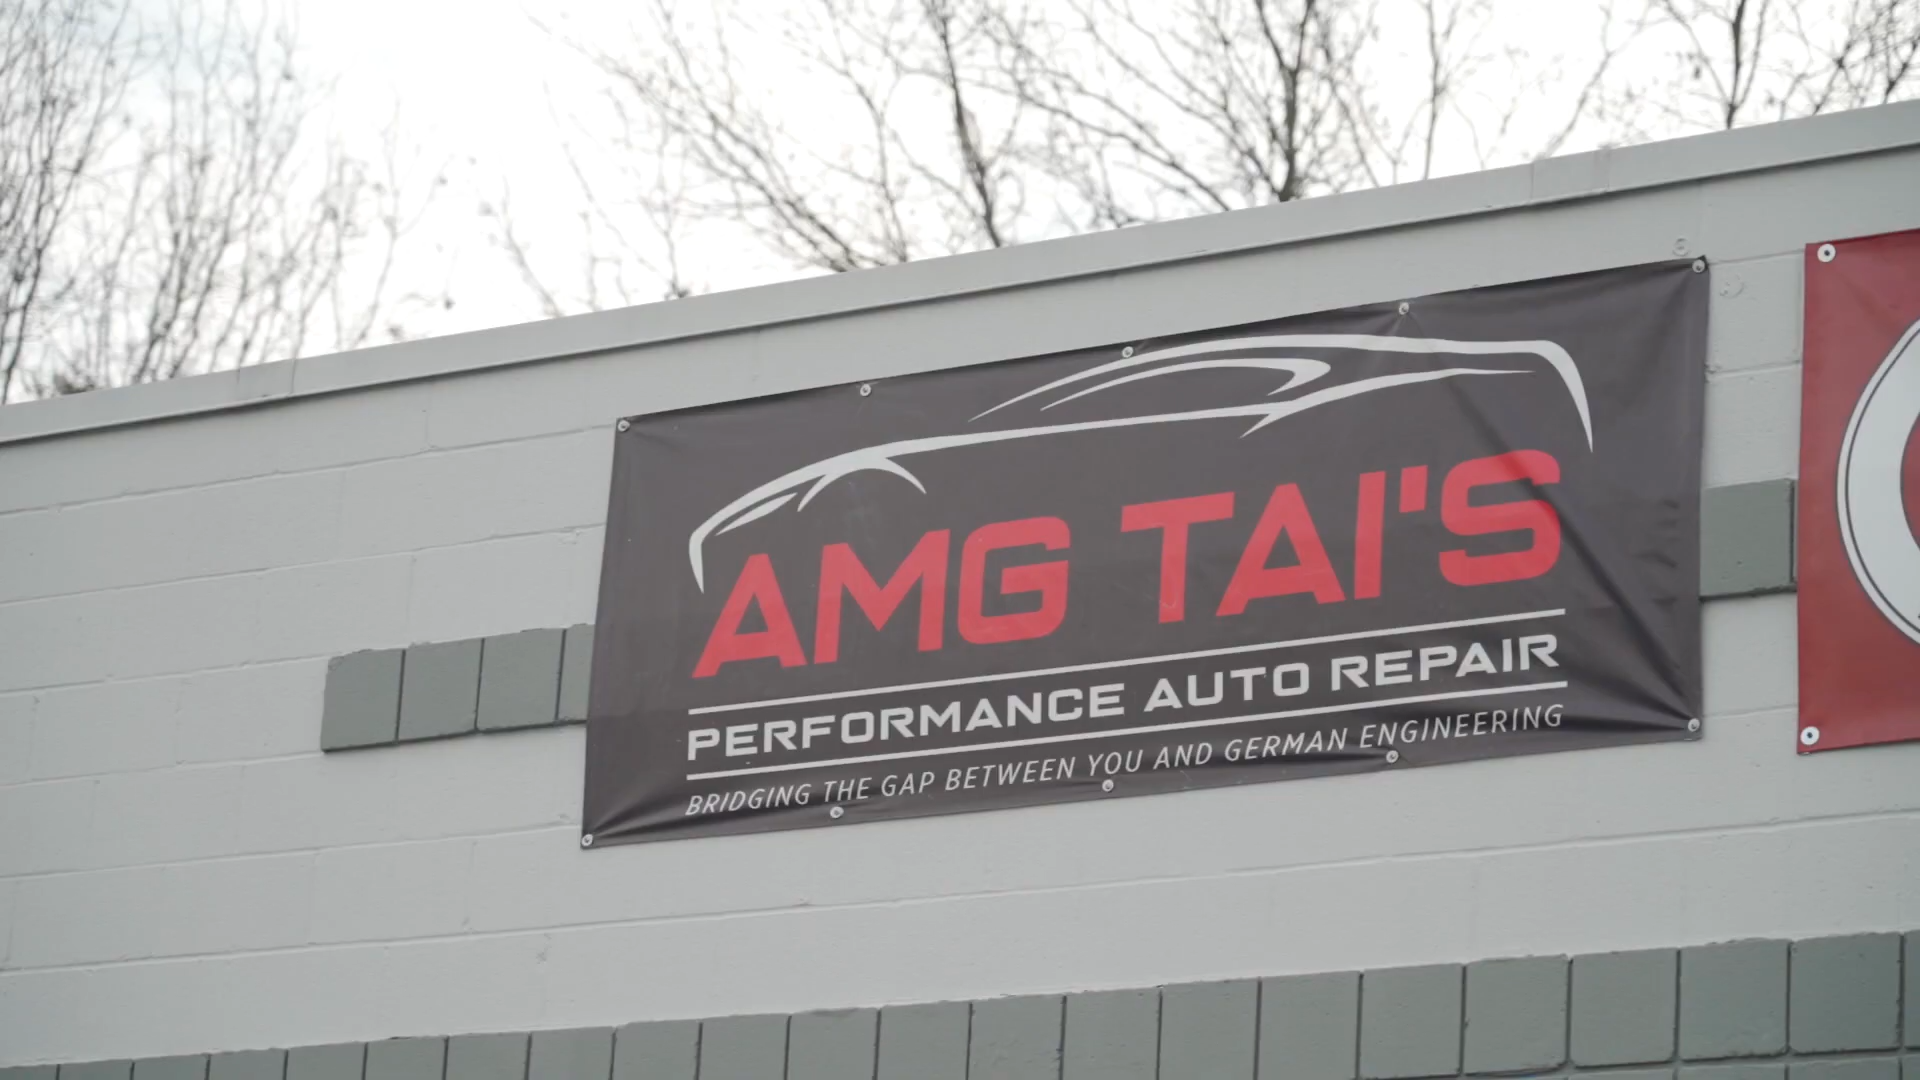 AMG TAI'S
PERFORMANCE AUTO REPAIR
BRIDGING THE GAP BETWEEN YOU AND GERMAN ENGINEERING